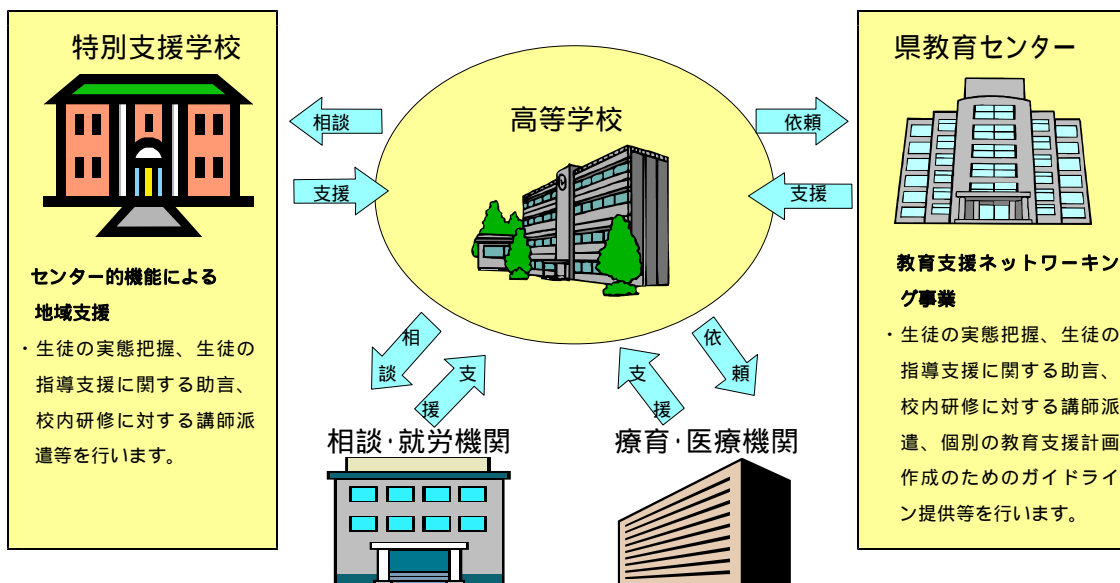 特別支援学校
センター的機能による
地域支援
・生徒の実態把握、生徒の
指導支援に関する助言、
校内研修に対する講師派
遣等を行います。
相談
支援
高等学校
依頼
支援
相談
支援
支援
依頼
相談・就労機関
療育・医療機関
県教育センター
教育支援ネットワーキン
グ事業
・生徒の実態把握、生徒の
指導支援に関する助言、
校内研修に対する講師派
遣、個別の教育支援計画
作成のためのガイドライ
ン提供等を行います。